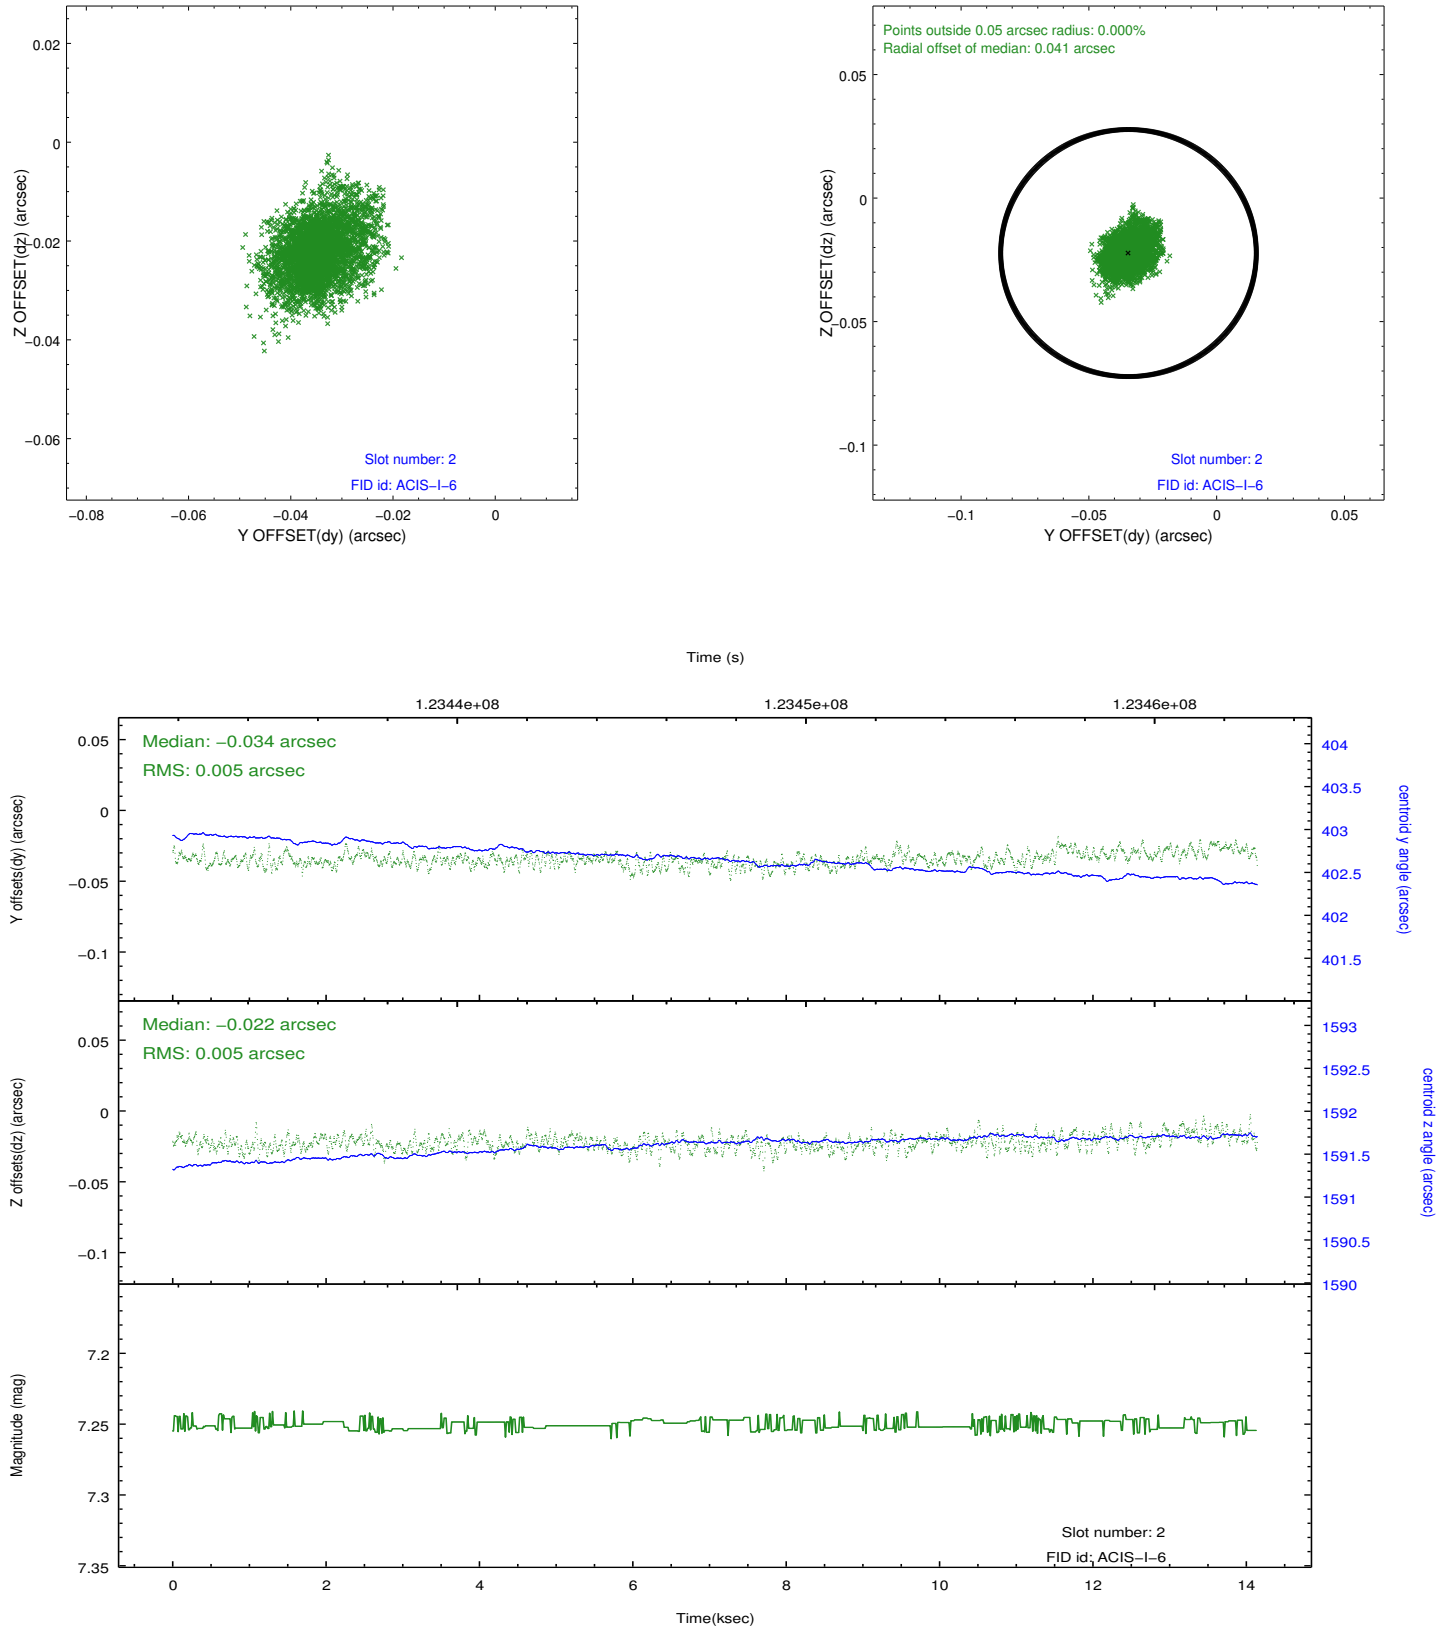 0.02
0
−0.02
−0.04
−0.06
Z OFFSET(dz) (arcsec)
Slot number: 2
FID id: ACIS−I−6
−0.08
−0.06
−0.04
−0.02
0
Y OFFSET(dy) (arcsec)
Points outside 0.05 arcsec radius: 0.000%
Radial offset of median: 0.041 arcsec
0.05
0
−0.05
−0.1
Z OFFSET(dz) (arcsec)
Slot number: 2
FID id: ACIS−I−6
−0.1
−0.05
0
0.05
Y OFFSET(dy) (arcsec)
Time (s)
1.2344e+08
1.2345e+08
1.2346e+08
Median: −0.034 arcsec
RMS: 0.005 arcsec
0.05
0
−0.05
−0.1
Y offsets(dy) (arcsec)
404
403.5
403
402.5
402
401.5
centroid y angle (arcsec)
Median: −0.022 arcsec
RMS: 0.005 arcsec
0.05
0
−0.05
−0.1
Z offsets(dz) (arcsec)
1593
1592.5
1592
1591.5
1591
1590.5
1590
centroid z angle (arcsec)
7.2
7.25
7.3
7.35
Magnitude (mag)
Slot number: 2
FID id: ACIS−I−6
0
2
4
6
8
10
12
14
Time(ksec)